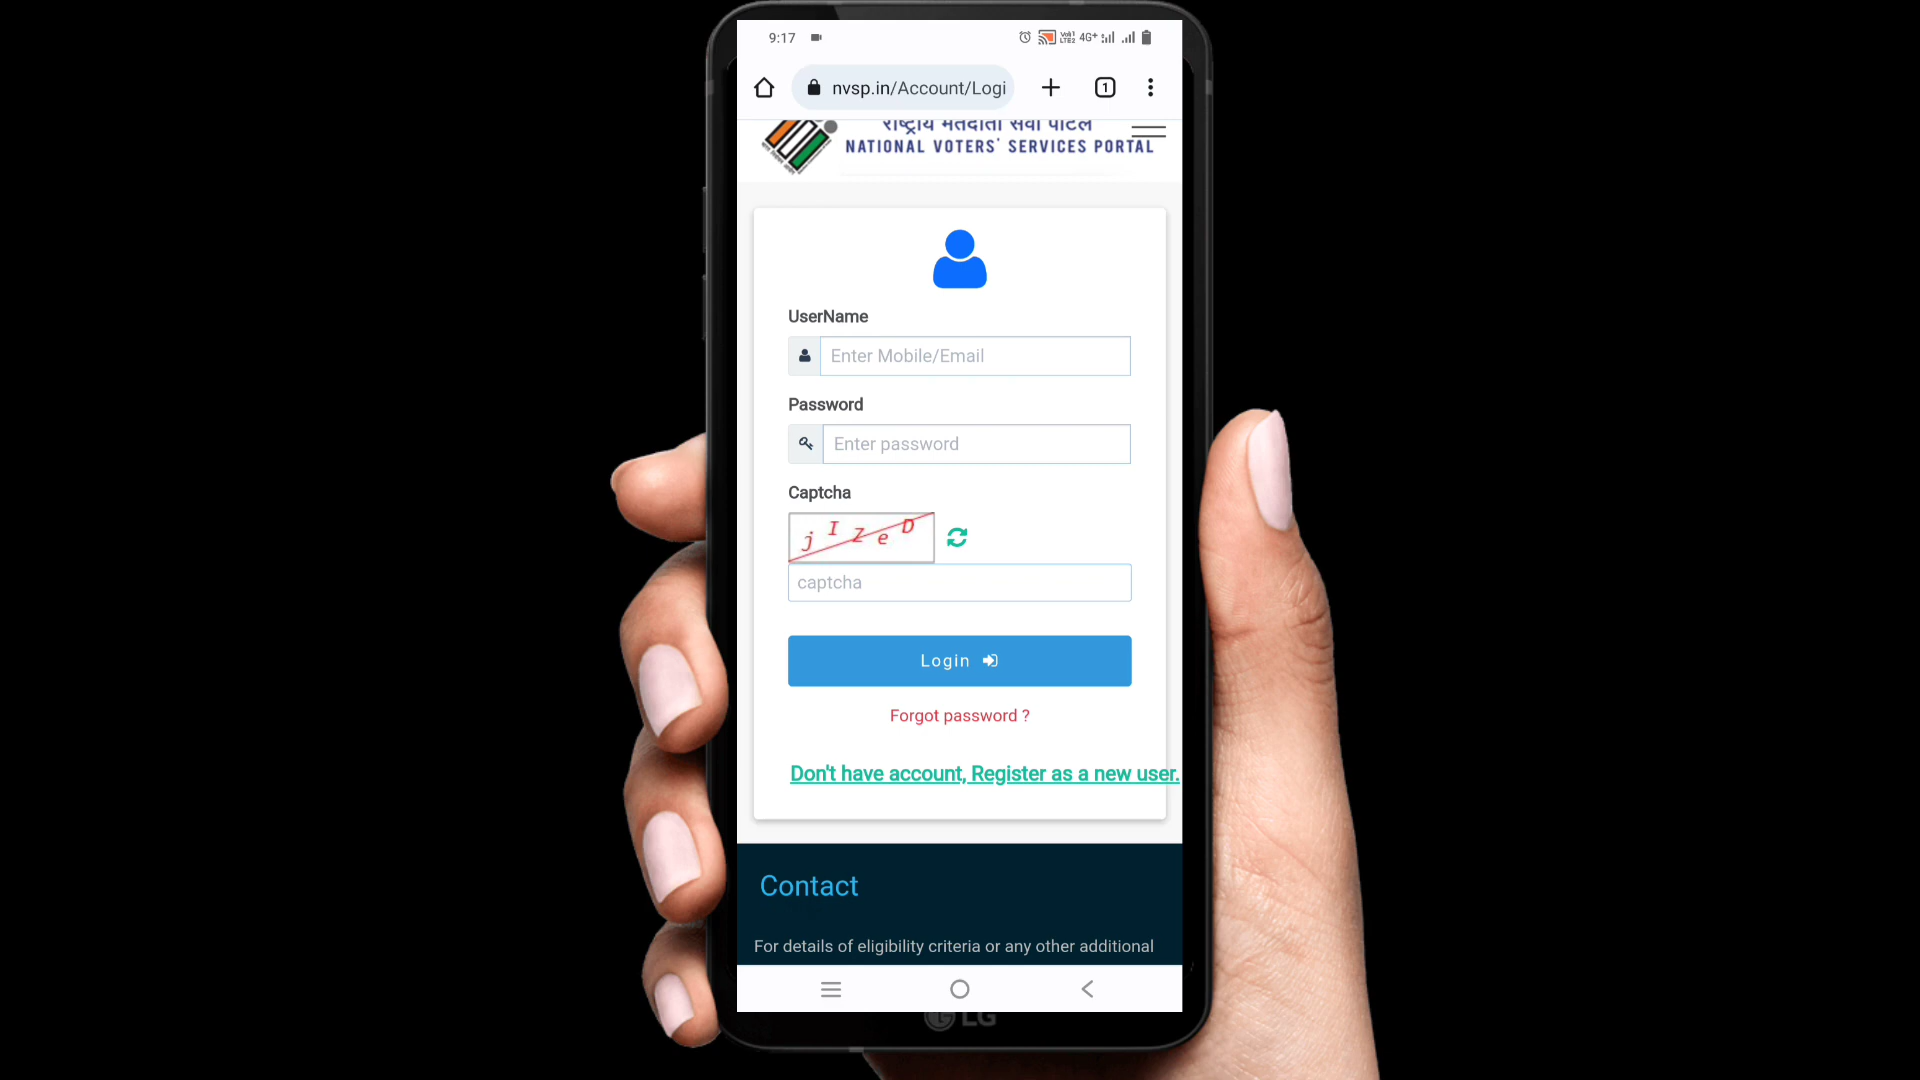 9:17
4G+
nvsp.in/Account/Logi
1
राष्ट्रीय मतदाता सेवा पोर्टल
NATIONAL VOTERS' SERVICES PORTAL
UserName
Enter Mobile/Email
Password
Enter password
Captcha
j I Z e D
captcha
Login
Forgot password ?
Don't have account, Register as a new user.
Contact
For details of eligibility criteria or any other additional
LG